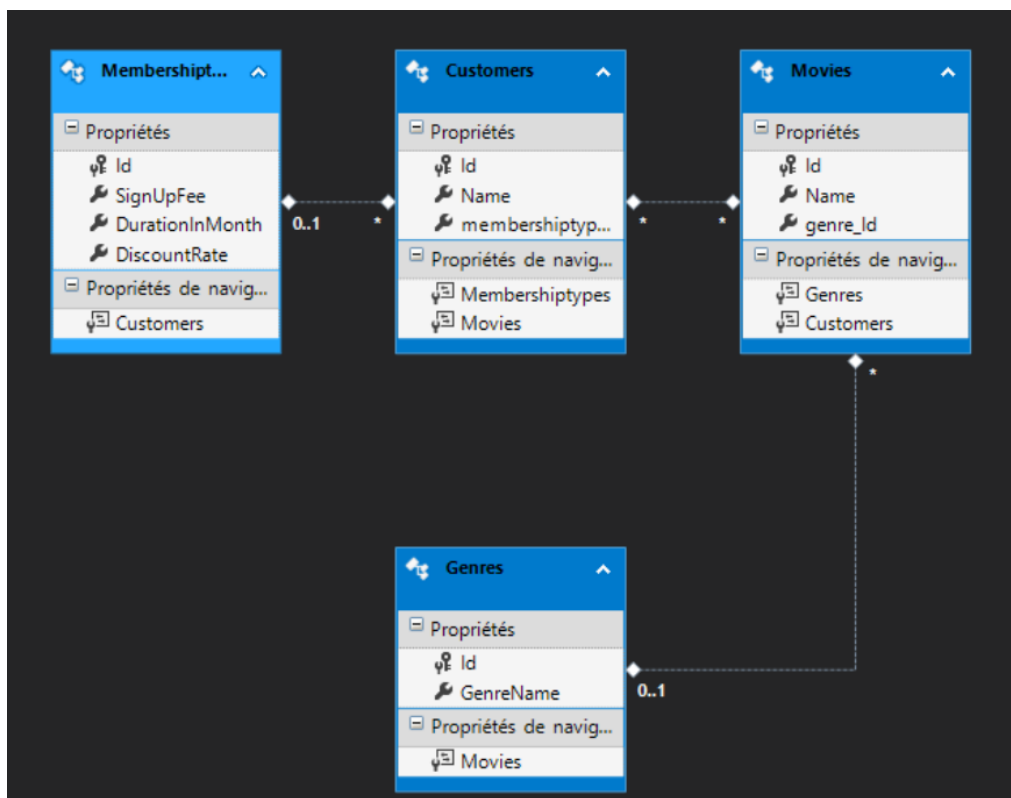 Membershipt...
Propriétés
Id
SignUpFee
DurationInMonth
DiscountRate
Propriétés de navig...
Customers
0..1
*
Customers
Propriétés
Id
Name
membershiptyp...
Propriétés de navig...
Membershiptypes
Movies
*
*
Movies
Propriétés
Id
Name
genre_Id
Propriétés de navig...
Genres
Customers
*
Genres
Propriétés
Id
GenreName
Propriétés de navig...
Movies
0..1